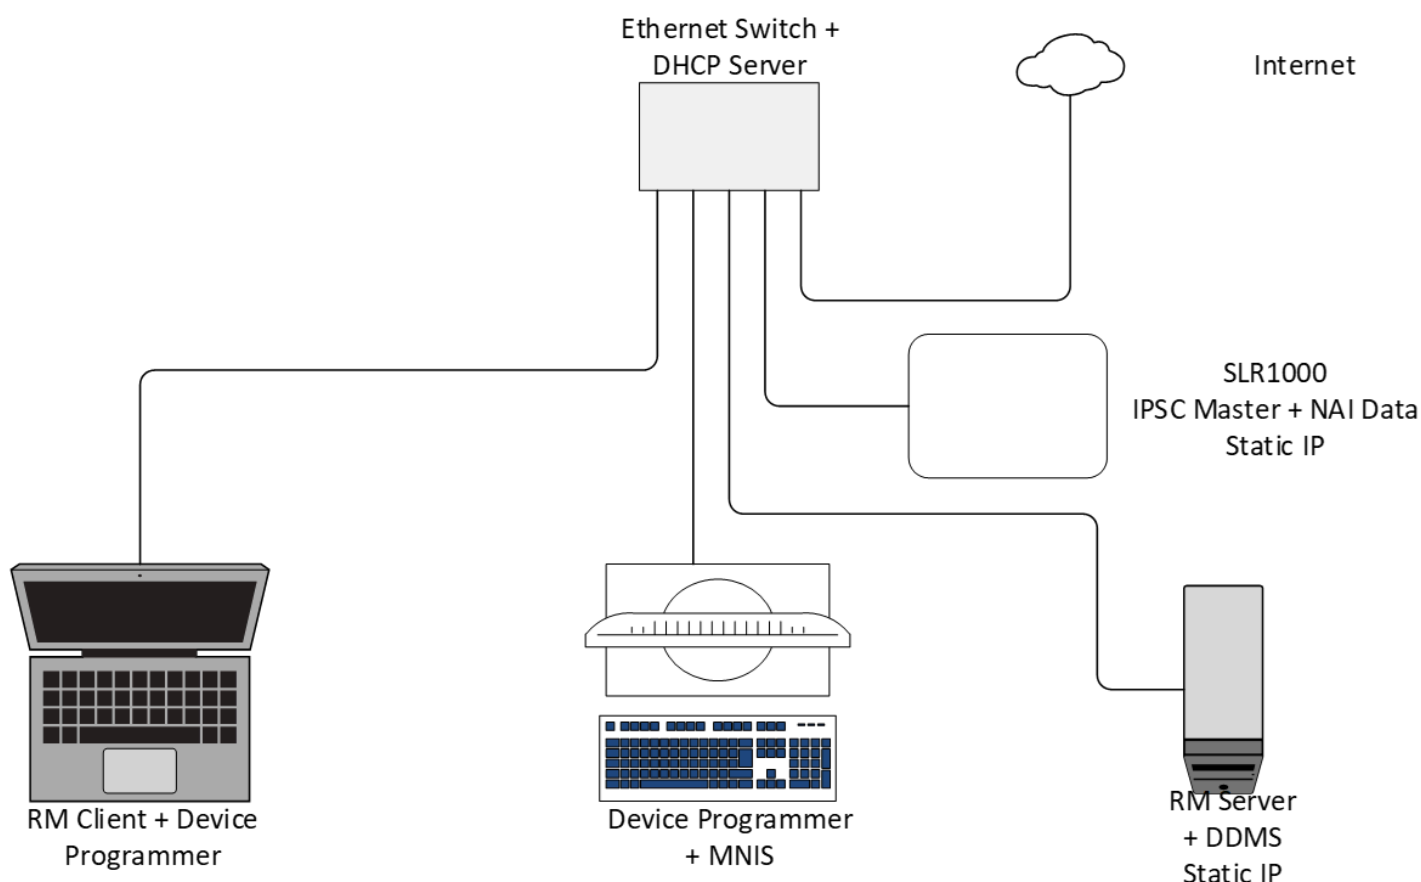 Ethernet Switch +
DHCP Server
Internet
SLR1000
IPSC Master + NAI Data
Static IP
RM Client + Device
Programmer
Device Programmer
+ MNIS
RM Server
+ DDMS
Static IP